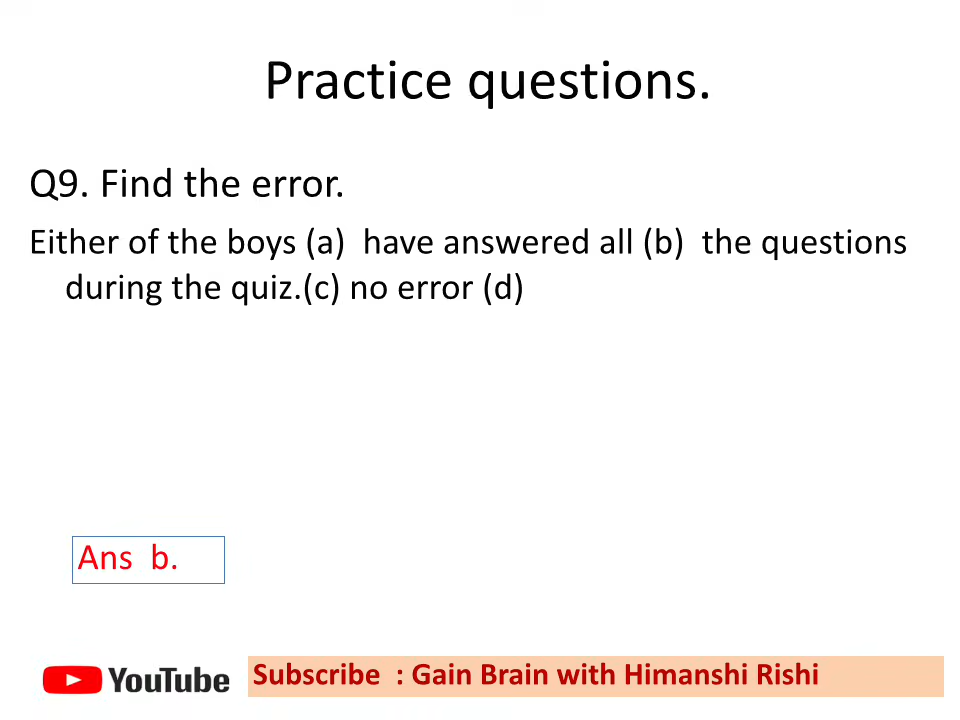 Practice questions.
Q9. Find the error.
Either of the boys (a)  have answered all (b)  the questions
during the quiz.(c) no error (d)
Ans  b.
YouTube
Subscribe  : Gain Brain with Himanshi Rishi